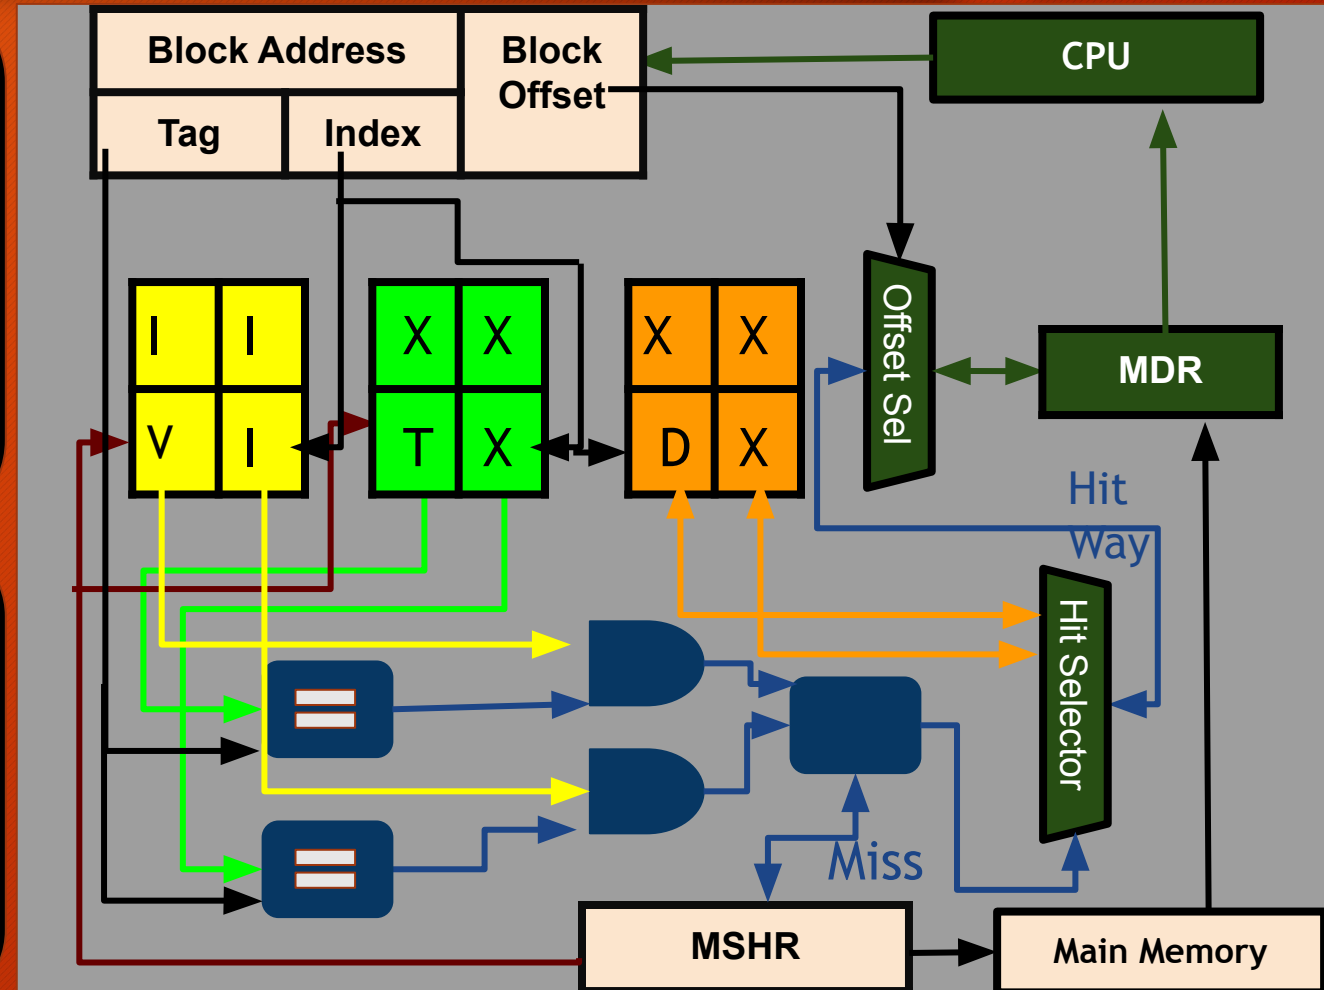 Block Address
Block
Offset
CPU
Tag
Index
I I
X X
X X
Offset Sel
MDR
V I
T X
D X
Hit
Way
Hit Selector
Miss
MSHR
Main Memory